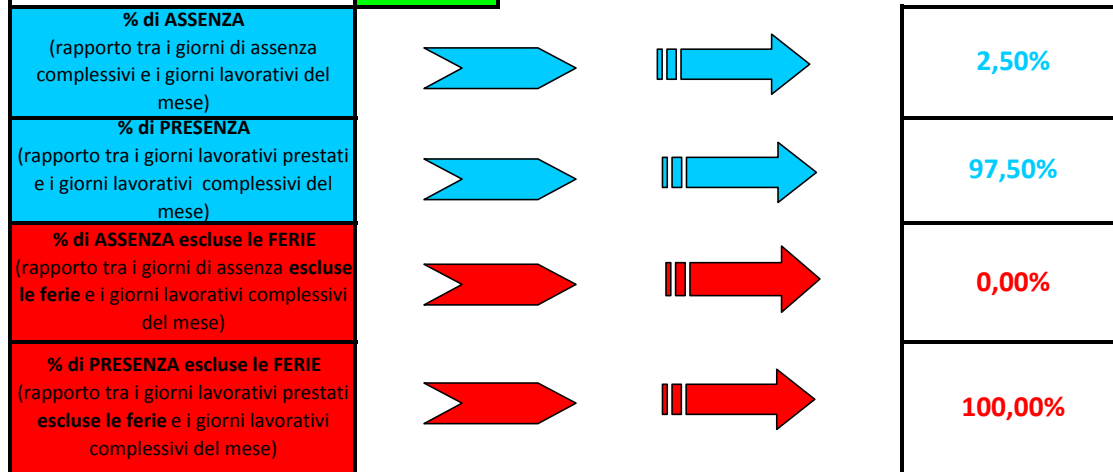 % di ASSENZA
(rapporto tra i giorni di assenza
complessivi e i giorni lavorativi del
mese)
2,50%
% di PRESENZA
(rapporto tra i giorni lavorativi prestati
e i giorni lavorativi complessivi del
mese)
97,50%
% di ASSENZA escluse le FERIE
(rapporto tra i giorni di assenza escluse
le ferie e i giorni lavorativi complessivi
del mese)
0,00%
% di PRESENZA escluse le FERIE
(rapporto tra i giorni lavorativi prestati
escluse le ferie e i giorni lavorativi
complessivi del mese)
100,00%